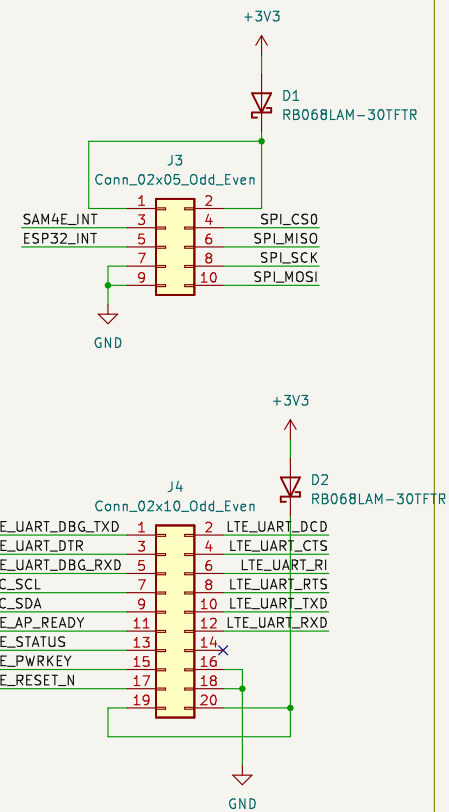 +3V3
D1
RB068LAM-30TFTR
J3
Conn_02x05_Odd_Even
1 2
SAM4E_INT 3 4 SPI_CS0
ESP32_INT 5 6 SPI_MISO
7 8 SPI_SCK
9 10 SPI_MOSI
GND
+3V3
D2
RB068LAM-30TFTR
J4
Conn_02x10_Odd_Even
E_UART_DBG_TXD 1 2 LTE_UART_DCD
E_UART_DTR 3 4 LTE_UART_CTS
E_UART_DBG_RXD 5 6 LTE_UART_RI
C_SCL 7 8 LTE_UART_RTS
C_SDA 9 10 LTE_UART_TXD
E_AP_READY 11 12 LTE_UART_RXD
E_STATUS 13 14
E_PWRKEY 15 16
E_RESET_N 17 18
19 20
GND